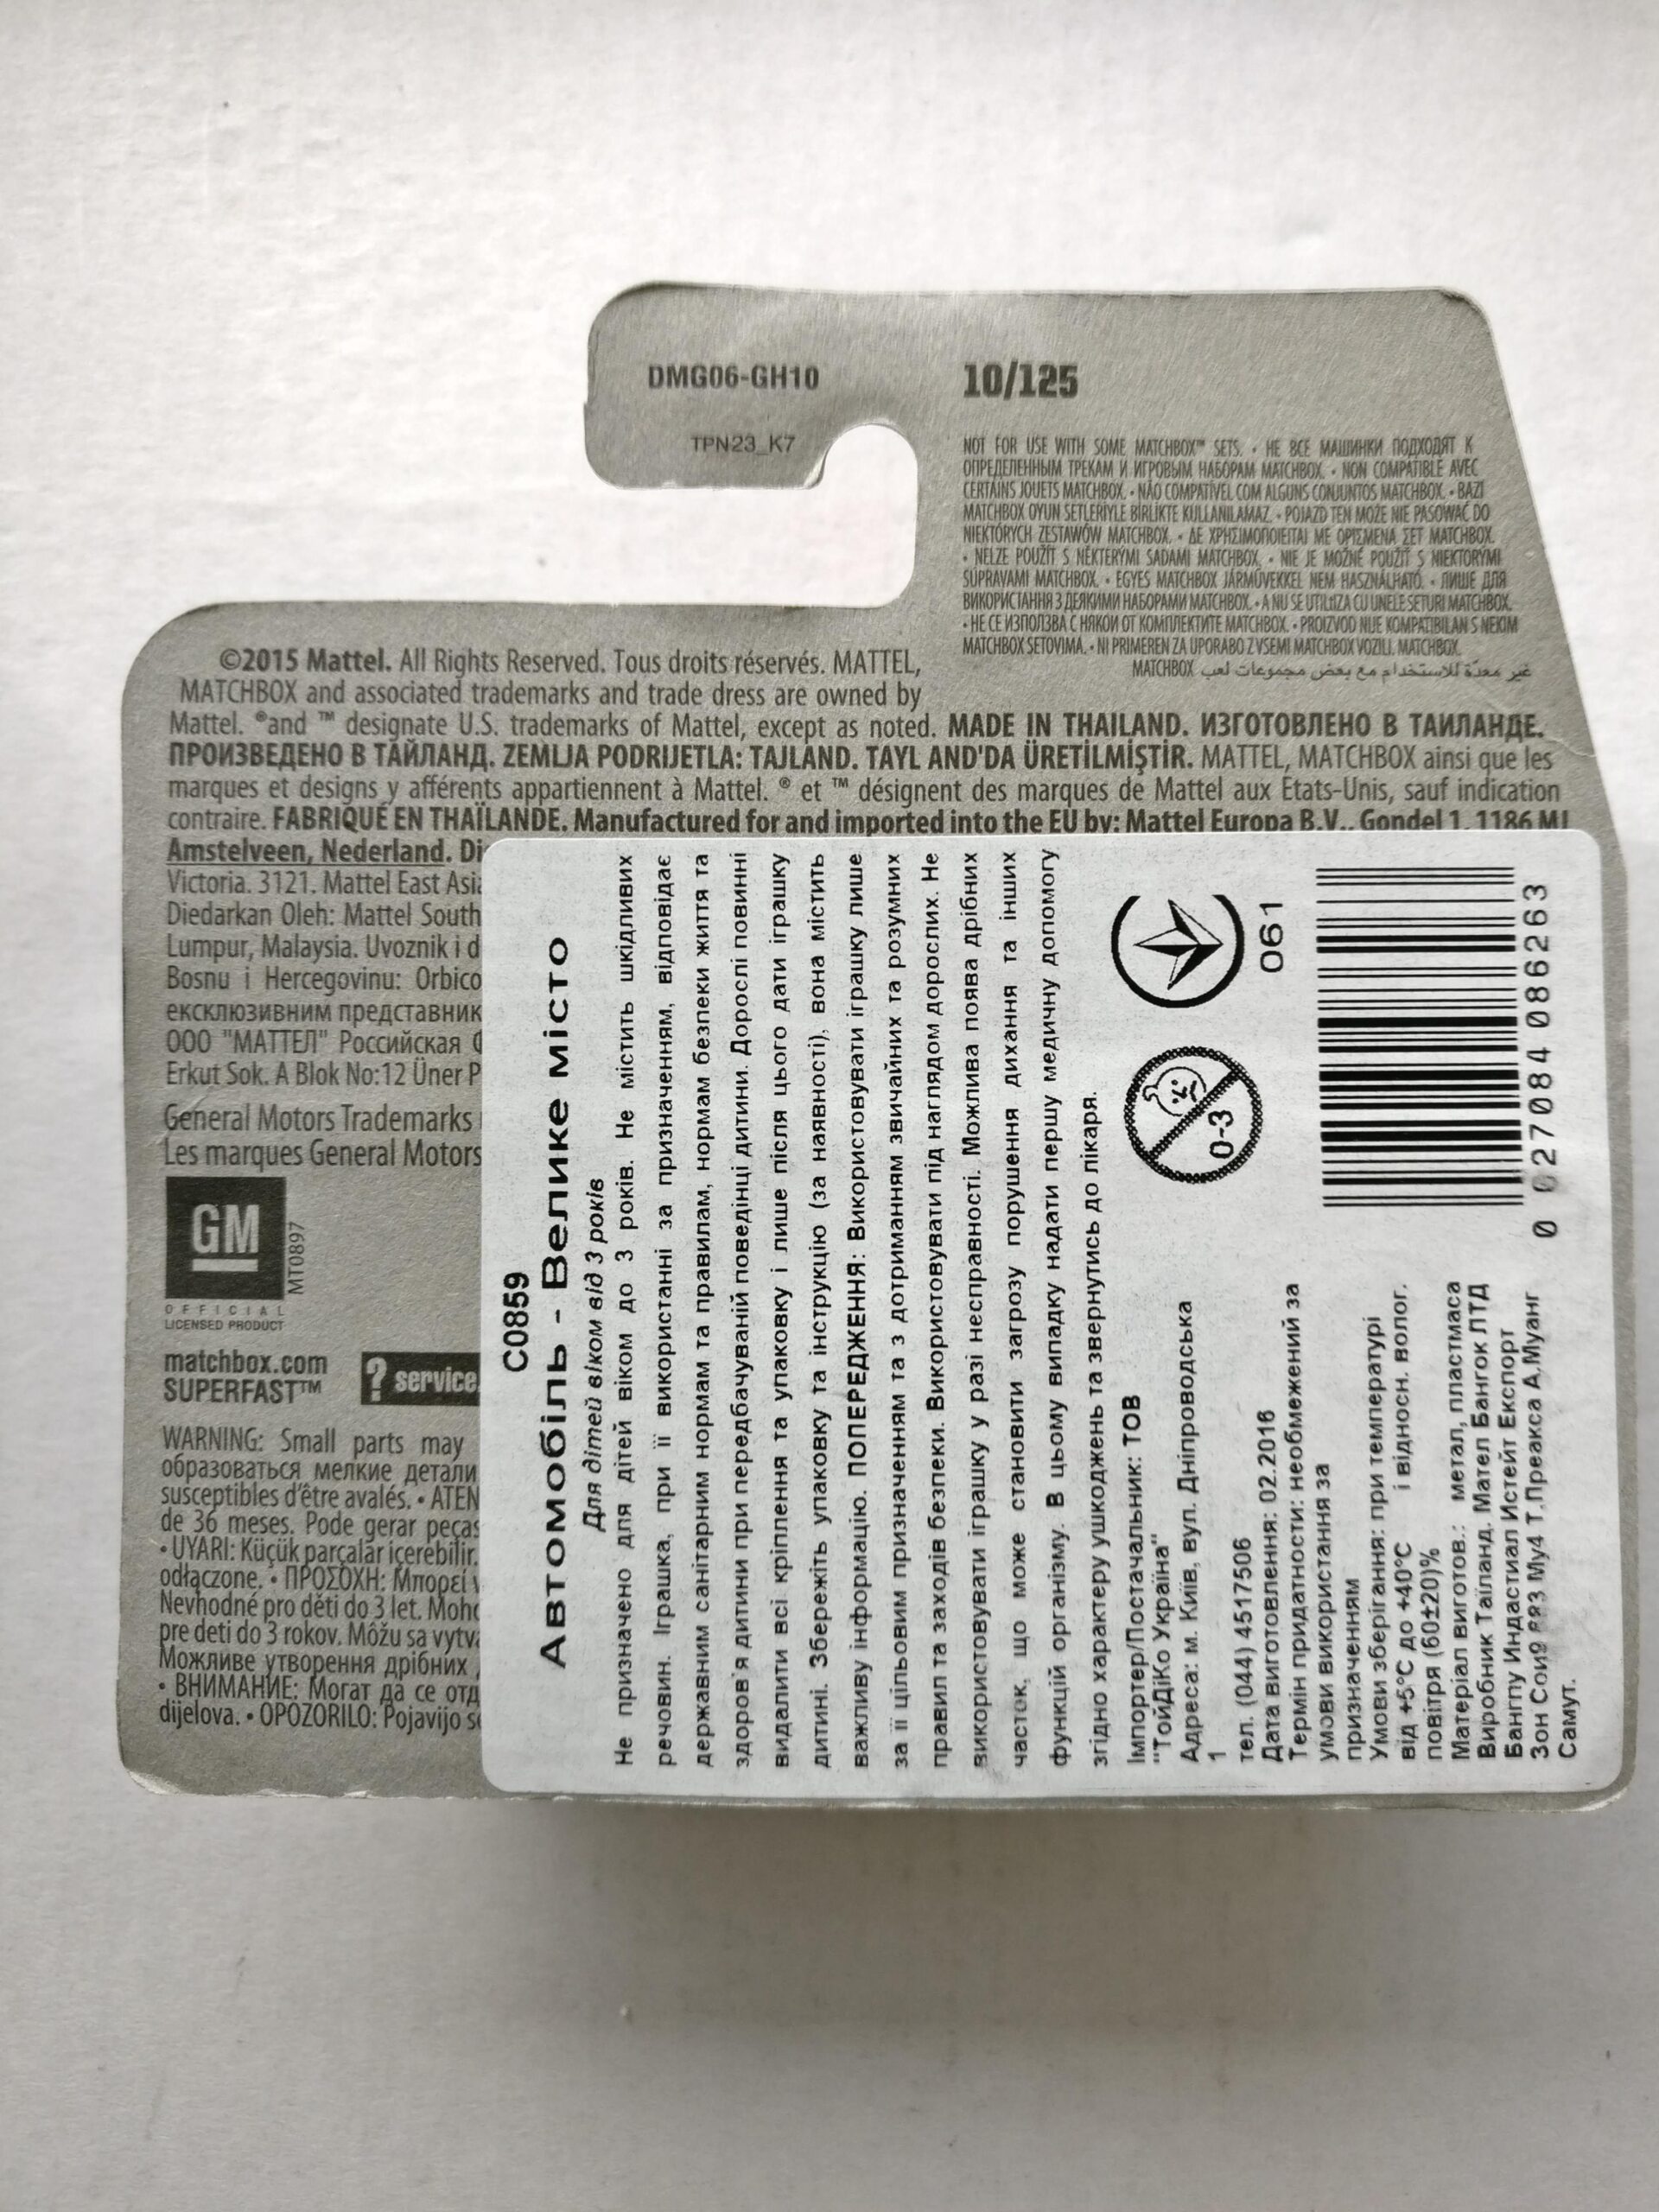 DMG06-GH10
TPN23_K7
10/125
NOT FOR USE WITH SOME MATCHBOX™ SETS. • НЕ ВСЕ МАШИНКИ ПОДХОДЯТ К
ОПРЕДЕЛЕННЫМ ТРЕКАМ И ИГРОВЫМ НАБОРАМ MATCHBOX. • NON COMPATIBLE AVEC
CERTAINS JOUETS MATCHBOX. • NÃO COMPATÍVEL COM ALGUNS CONJUNTOS MATCHBOX. • BAZI
MATCHBOX OYUN SETLERİYLE BİRLİKTE KULLANILAMAZ. • POJAZD TEN MOŻE NIE PASOWAĆ DO
NIEKTÓRYCH ZESTAWÓW MATCHBOX. • ΔΕ ΧΡΗΣΙΜΟΠΟΙΕΙΤΑΙ ΜΕ ΟΡΙΣΜΕΝΑ ΣΕΤ MATCHBOX.
• NELZE POUŽÍT S NĚKTERÝMI SADAMI MATCHBOX. • NIE JE MOŽNÉ POUŽIŤ S NIEKTORÝMI
SÚPRAVAMI MATCHBOX. • EGYES MATCHBOX JÁRMŰVEKKEL NEM HASZNÁLHATÓ. • ЛИШЕ ДЛЯ
ВИКОРИСТАННЯ З ДЕЯКИМИ НАБОРАМИ MATCHBOX. • A NU SE UTILIZA CU UNELE SETURI MATCHBOX.
• НЕ СЕ ИЗПОЛЗВА С НЯКОИ ОТ КОМПЛЕКТИТЕ MATCHBOX. • PROIZVOD NIJE KOMPATIBILAN S NEKIM
MATCHBOX SETOVIMA. • NI PRIMEREN ZA UPORABO Z VSEMI MATCHBOX VOZILI. MATCHBOX.
غير معدّة للاستخدام مع بعض مجموعات لعب MATCHBOX
©2015 Mattel. All Rights Reserved. Tous droits réservés. MATTEL,
MATCHBOX and associated trademarks and trade dress are owned by
Mattel. ®and ™ designate U.S. trademarks of Mattel, except as noted. MADE IN THAILAND. ИЗГОТОВЛЕНО В ТАИЛАНДЕ.
ПРОИЗВЕДЕНО В ТАЙЛАНД. ZEMLJA PODRIJETLA: TAJLAND. TAYL AND'DA ÜRETİLMİŞTİR. MATTEL, MATCHBOX ainsi que les
marques et designs y afférents appartiennent à Mattel. ® et ™ désignent des marques de Mattel aux Etats-Unis, sauf indication
contraire. FABRIQUÉ EN THAÏLANDE. Manufactured for and imported into the EU by: Mattel Europa B.V., Gondel 1, 1186 MJ
Amstelveen, Nederland.
Victoria. 3121. Mattel East
Diedarkan Oleh: Mattel South
Lumpur, Malaysia. Uvoznik i
Bosnu i Hercegovinu: Orbico
ексклюзивним представник
ООО "МАТТЕЛ" Российская
Erkut Sok. A Blok No:12 Üner
General Motors Trademarks
Les marques General Motors
GM
MT0897
OFFICIAL
LICENSED PRODUCT
matchbox.com
SUPERFAST™
? service.
WARNING: Small parts may
образоваться мелкие детали
susceptibles d'être avalés. •
de 36 meses. Pode gerar peças
• UYARI: Küçük parçalar içerebilir.
odłączone. • ΠΡΟΣΟΧΗ: Μπορεί
Nevhodné pro děti do 3 let.
pre deti do 3 rokov. Môžu sa
Можливе утворення дрібних
• ВНИМАНИЕ: Могат да се
dijelova. • OPOZORILO: Pojavijo
C0859
Автомобіль - Велике місто
Для дітей віком від 3 років
Не призначено для дітей віком до 3 років. Не містить шкідливих
речовин. Іграшка, при її використанні за призначенням, відповідає
державним санітарним нормам та правилам, нормам безпеки життя та
здоров`я дитини при передбачуваній поведінці дитини. Дорослі повинні
видалити всі кріплення та упаковку і лише після цього дати іграшку
дитині. Збережіть упаковку та інструкцію (за наявності), вона містить
важливу інформацію. ПОПЕРЕДЖЕННЯ: Використовувати іграшку лише
за її цільовим призначенням та з дотриманням звичайних та розумних
правил та заходів безпеки. Використовувати під наглядом дорослих. Не
використовувати іграшку у разі несправності. Можлива поява дрібних
часток, що може становити загрозу порушення дихання та інших
функцій організму. В цьому випадку надати першу медичну допомогу
згідно характеру ушкоджень та звернутись до лікаря.
Імпортер/Постачальник: ТОВ
"ТойДіКо Україна"
Адреса: м. Київ, вул. Дніпроводська
1
тел. (044) 4517506
Дата виготовлення: 02.2016
Термін придатности: необмежений за
умови використання за
призначенням
Умови зберігання: при температурі
від +5°C до +40°C і відносн. волог.
повітря (60±20)%
Матеріал виготов.: метал, пластмаса
Виробник Таїланд. Мател Бангок ЛТД
Бангпу Индастиал Истейт Експорт
Зон Сои9 883 Му4 Т.Преакса А.Муанг
Самут.
0-3
061
0 027084 086263